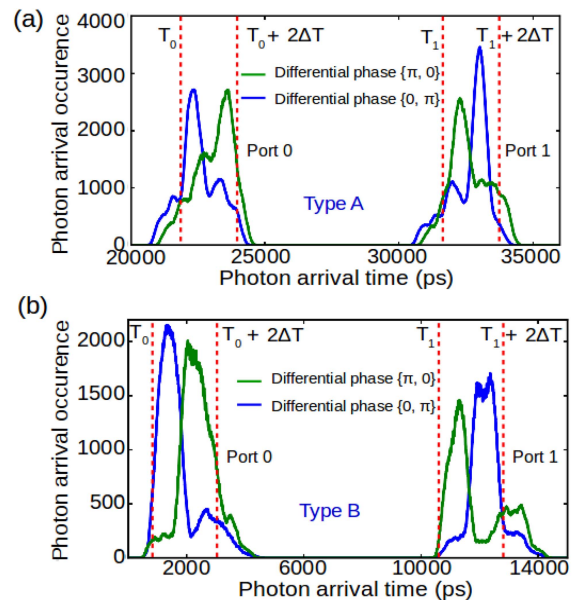 (a)
4000
3000
2000
1000
0
Photon arrival occurence
T0
T0 + 2ΔT
T1
T1 + 2ΔT
Differential phase {π, 0}
Differential phase {0, π}
Port 0
Port 1
Type A
20000
25000
30000
35000
Photon arrival time (ps)
(b)
2000
1500
1000
500
0
Photon arrival occurence
T0
T0 + 2ΔT
T1
T1 + 2ΔT
Differential phase {π, 0}
Differential phase {0, π}
Port 0
Port 1
Type B
2000
6000
10000
14000
Photon arrival time (ps)